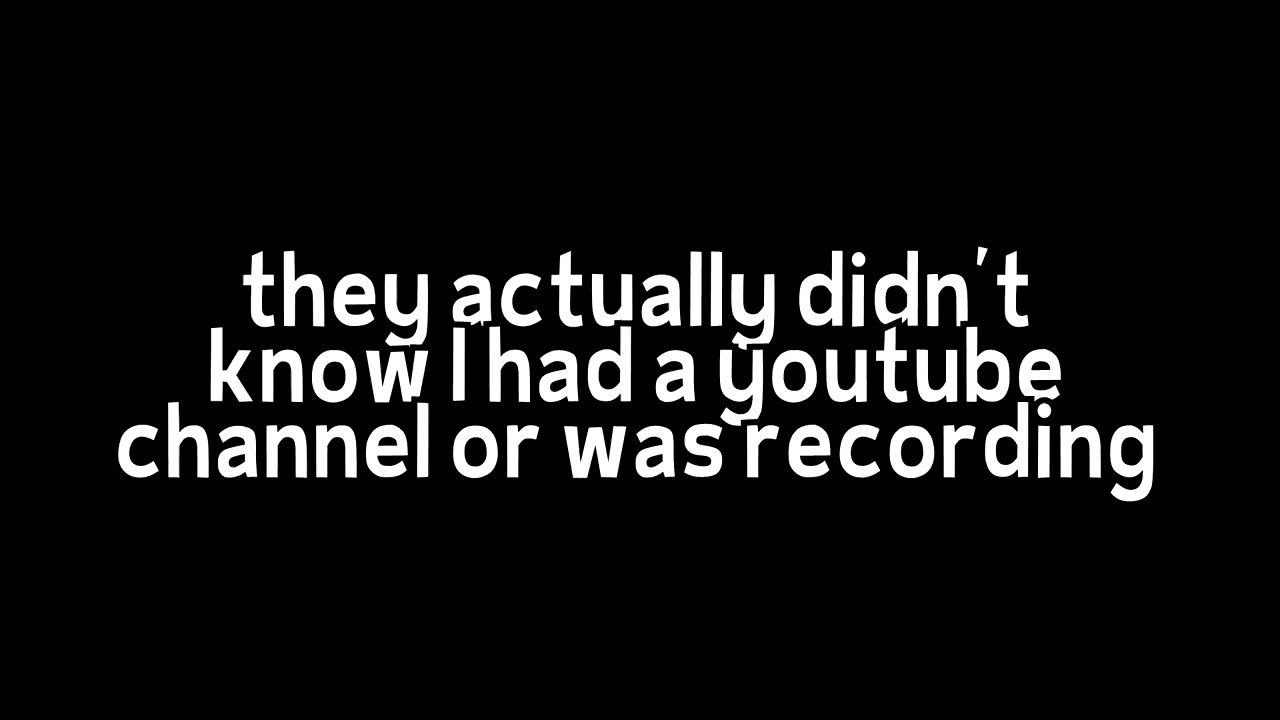 they actually didn't
know I had a youtube
channel or was recording